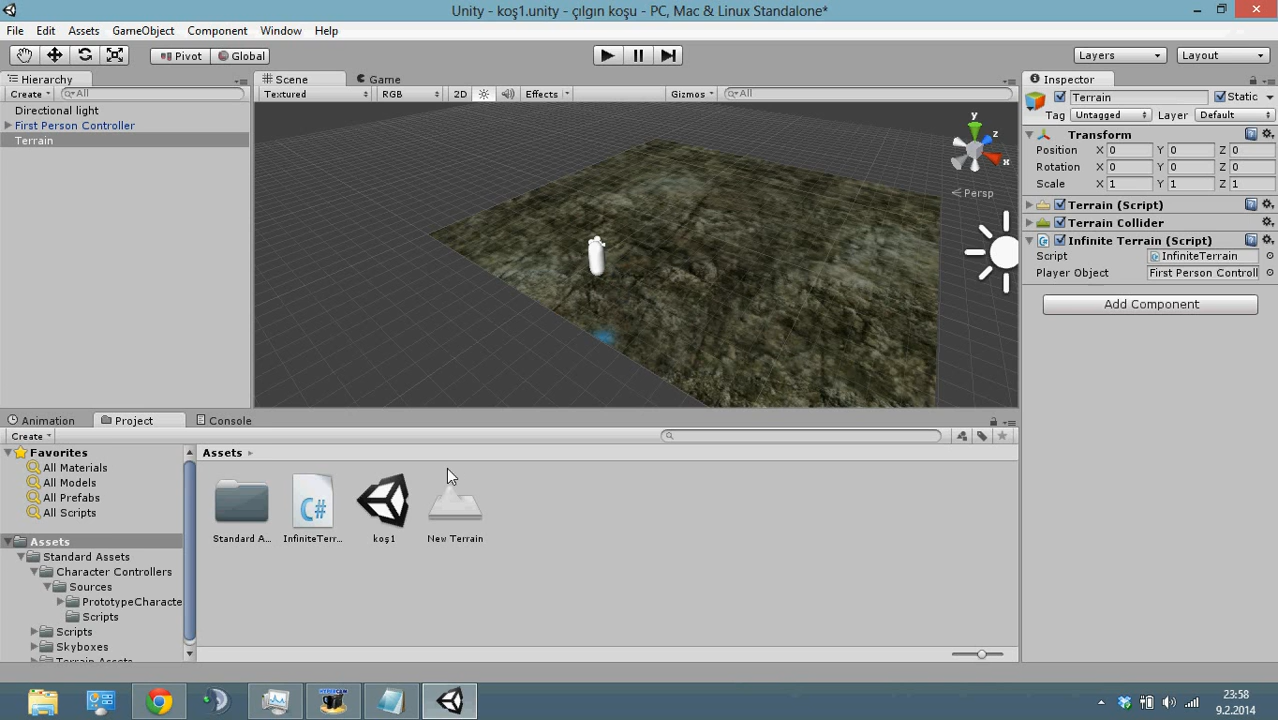 Unity - koş1.unity - çılgın koşu - PC, Mac & Linux Standalone*
File Edit Assets GameObject Component Window Help
Pivot Global Layers Layout
Hierarchy
Create All
Directional light
First Person Controller
Terrain
Scene Game
Textured RGB 2D Effects Gizmos All
y
z
x
Persp
Inspector
Terrain Static
Tag Untagged Layer Default
Transform
Position X 0 Y 0 Z 0
Rotation X 0 Y 0 Z 0
Scale X 1 Y 1 Z 1
Terrain (Script)
Terrain Collider
Infinite Terrain (Script)
Script InfiniteTerrain
Player Object First Person Controll
Add Component
Animation Project Console
Create
Favorites
All Materials
All Models
All Prefabs
All Scripts
Assets
Standard Assets
Character Controllers
Sources
PrototypeCharacte
Scripts
Scripts
Skyboxes
Terrain Assets
Assets
C#
Standard A... InfiniteTerr... koş1 New Terrain
23:58
9.2.2014